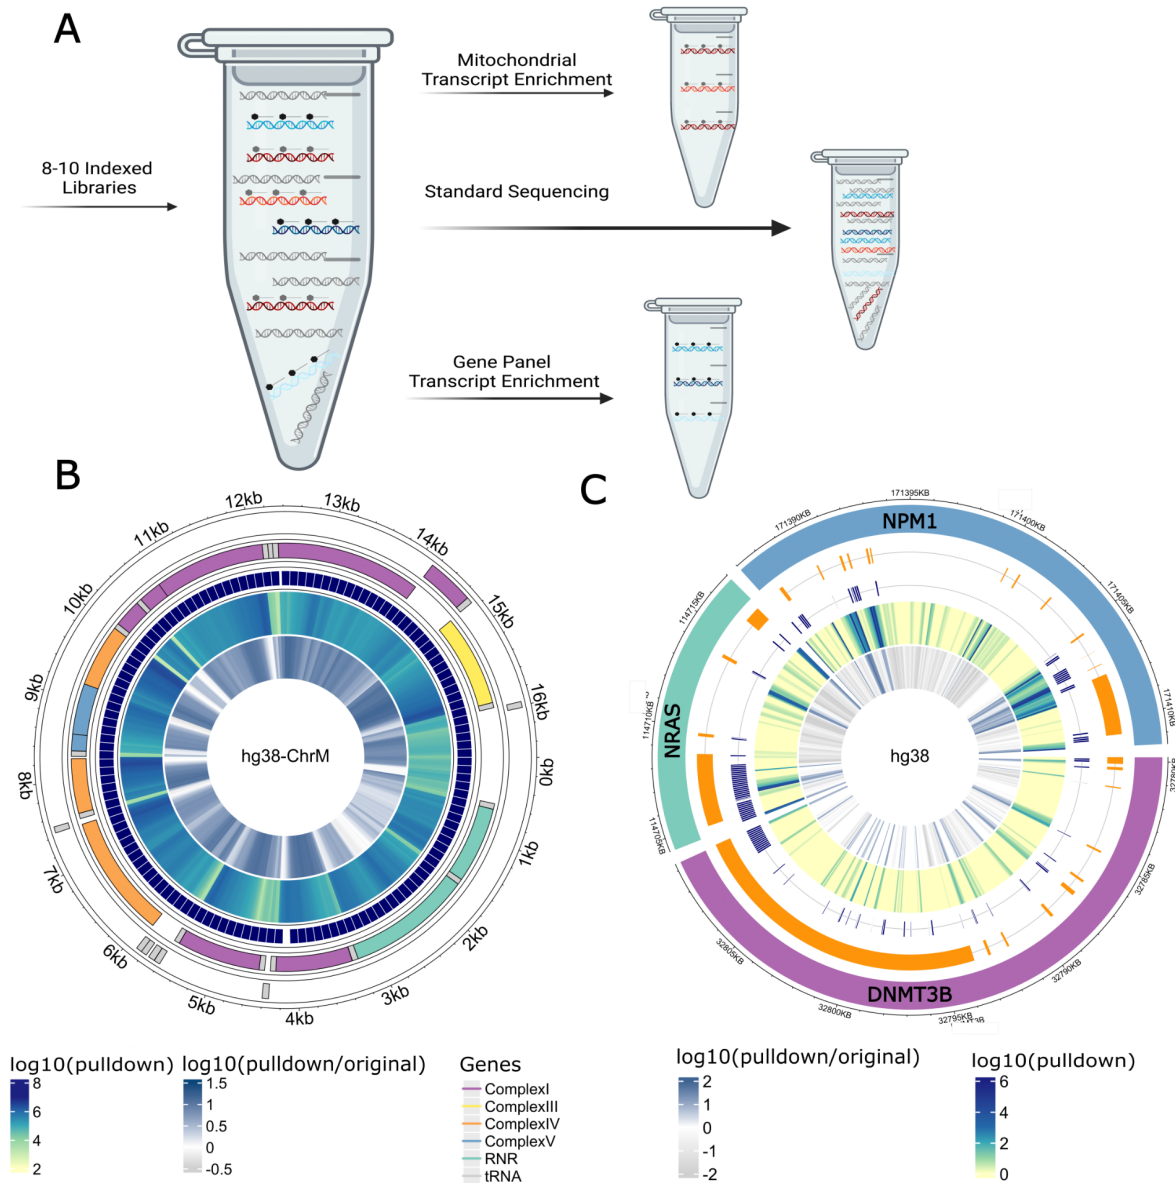 A
8-10 Indexed
Libraries
Mitochondrial
Transcript Enrichment
Standard Sequencing
Gene Panel
Transcript Enrichment
B
12kb
13kb
11kb
14kb
10kb
15kb
9kb
16kb
hg38-ChrM
0kb
8kb
1kb
7kb
2kb
6kb
3kb
5kb
4kb
C
171395KB
171390KB
171400KB
NPM1
114715KB
171405KB
NRAS
114710KB
171410KB
hg38
32780KB
114705KB
32785KB
32805KB
32790KB
DNMT3B
32800KB
32795KB
log10(pulldown)
8
6
4
2
log10(pulldown/original)
1.5
1
0.5
0
-0.5
Genes
ComplexI
ComplexIII
ComplexIV
ComplexV
RNR
tRNA
log10(pulldown/original)
2
1
0
-1
-2
log10(pulldown)
6
4
2
0